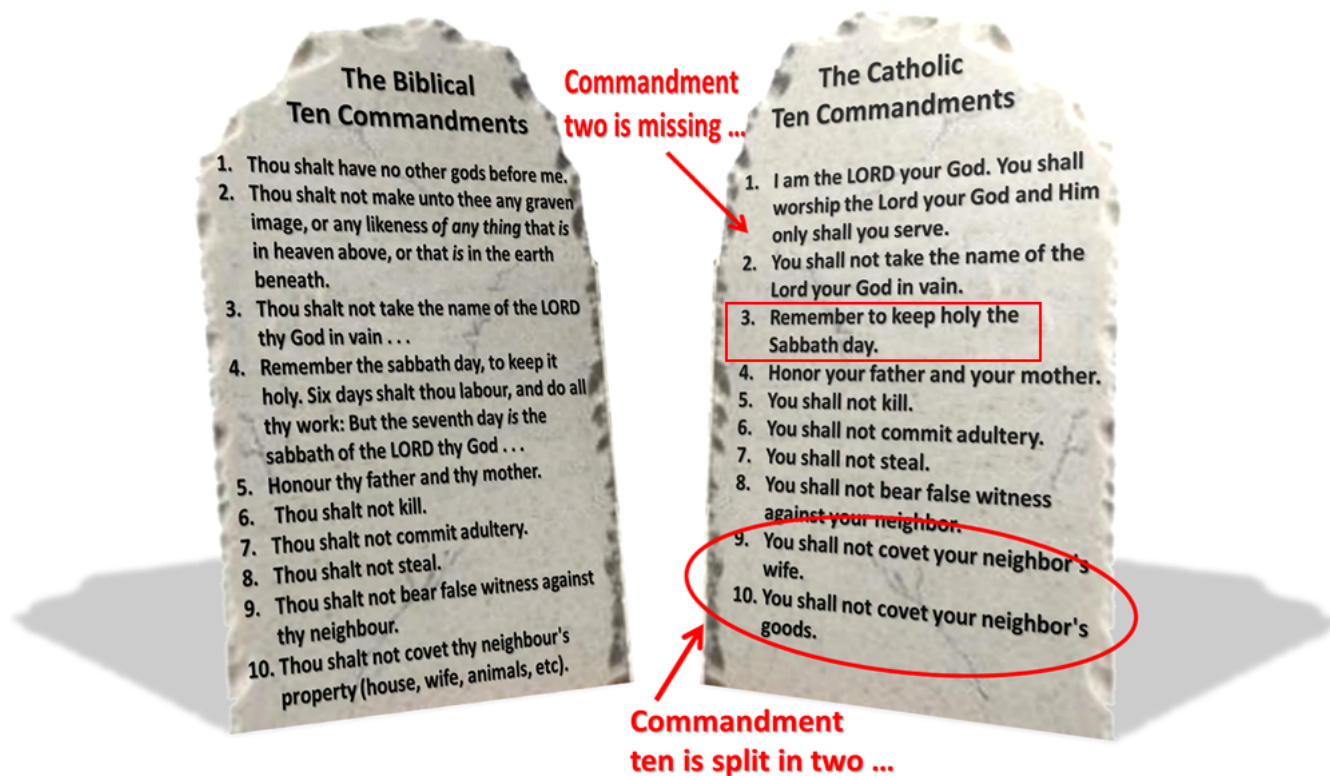 The Biblical
Ten Commandments
1. Thou shalt have no other gods before me.
2. Thou shalt not make unto thee any graven
image, or any likeness of any thing that is
in heaven above, or that is in the earth
beneath.
3. Thou shalt not take the name of the LORD
thy God in vain . . .
4. Remember the sabbath day, to keep it
holy. Six days shalt thou labour, and do all
thy work: But the seventh day is the
sabbath of the LORD thy God . . .
5. Honour thy father and thy mother.
6. Thou shalt not kill.
7. Thou shalt not commit adultery.
8. Thou shalt not steal.
9. Thou shalt not bear false witness against
thy neighbour.
10. Thou shalt not covet thy neighbour's
property (house, wife, animals, etc).
Commandment
two is missing ...
The Catholic
Ten Commandments
1. I am the LORD your God. You shall
worship the Lord your God and Him
only shall you serve.
2. You shall not take the name of the
Lord your God in vain.
3. Remember to keep holy the
Sabbath day.
4. Honor your father and your mother.
5. You shall not kill.
6. You shall not commit adultery.
7. You shall not steal.
8. You shall not bear false witness
against your neighbor.
9. You shall not covet your neighbor's
wife.
10. You shall not covet your neighbor's
goods.
Commandment
ten is split in two ...